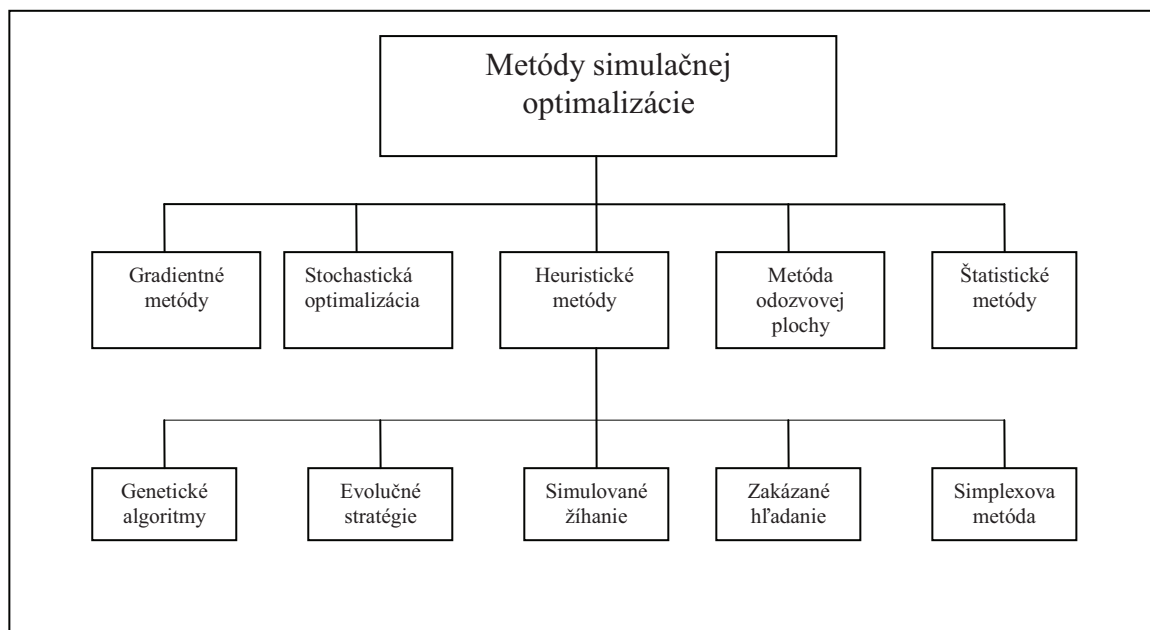 Metódy simulačnej
optimalizácie
Gradientné
metódy
Stochastická
optimalizácia
Heuristické
metódy
Metóda
odozvovej
plochy
Štatistické
metódy
Genetické
algoritmy
Evolučné
stratégie
Simulované
žíhanie
Zakázané
hľadanie
Simplexova
metóda